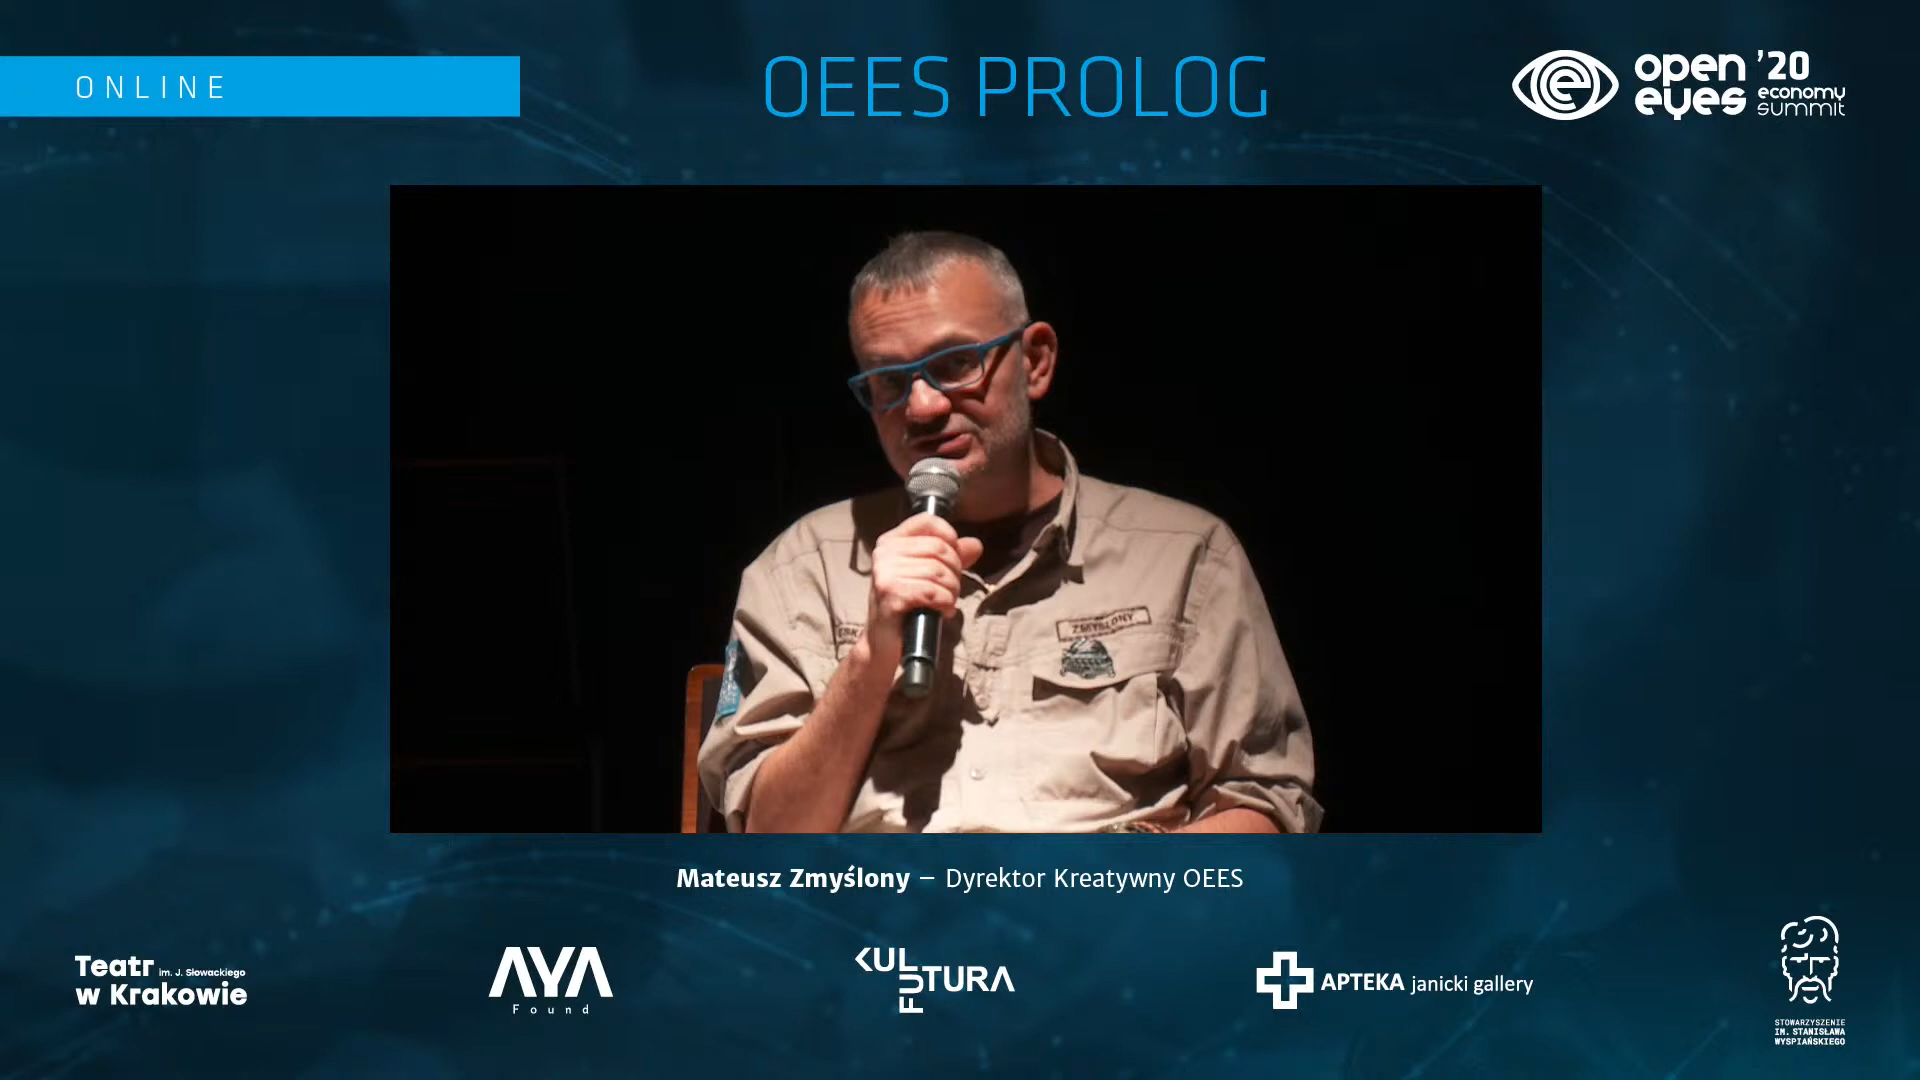 ONLINE
OEES PROLOG
open eyes '20 economy summit
ZMYŚLONY
Mateusz Zmyślony – Dyrektor Kreatywny OEES
Teatr im. J. Słowackiego
w Krakowie
AYA
Found
KULTURA
FUTURA
APTEKA janicki gallery
STOWARZYSZENIE
IM. STANISŁAWA
WYSPIAŃSKIEGO